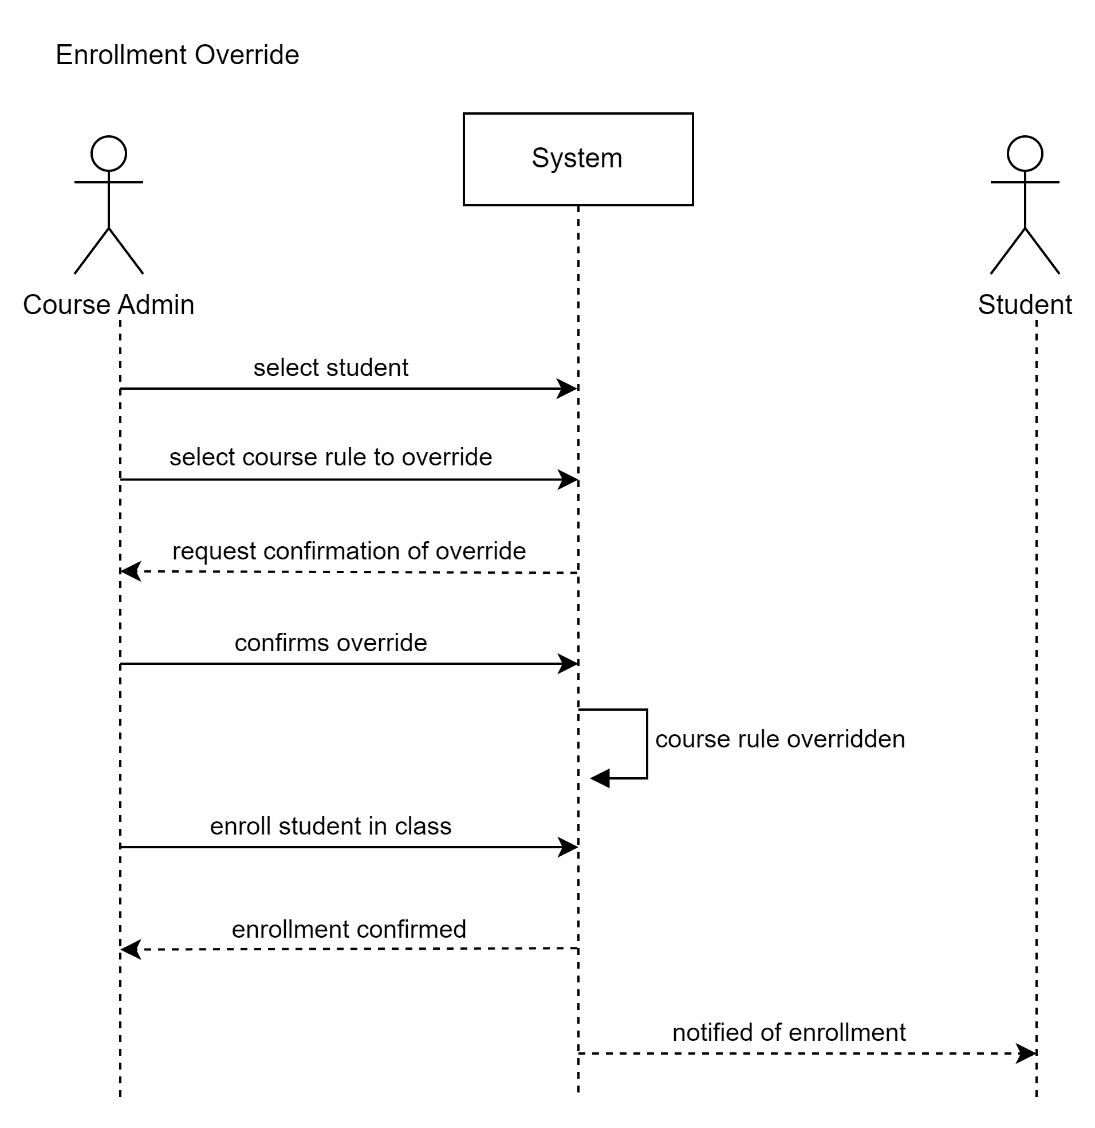 Enrollment Override
System
Course Admin
Student
select student
select course rule to override
request confirmation of override
confirms override
course rule overridden
enroll student in class
enrollment confirmed
notified of enrollment